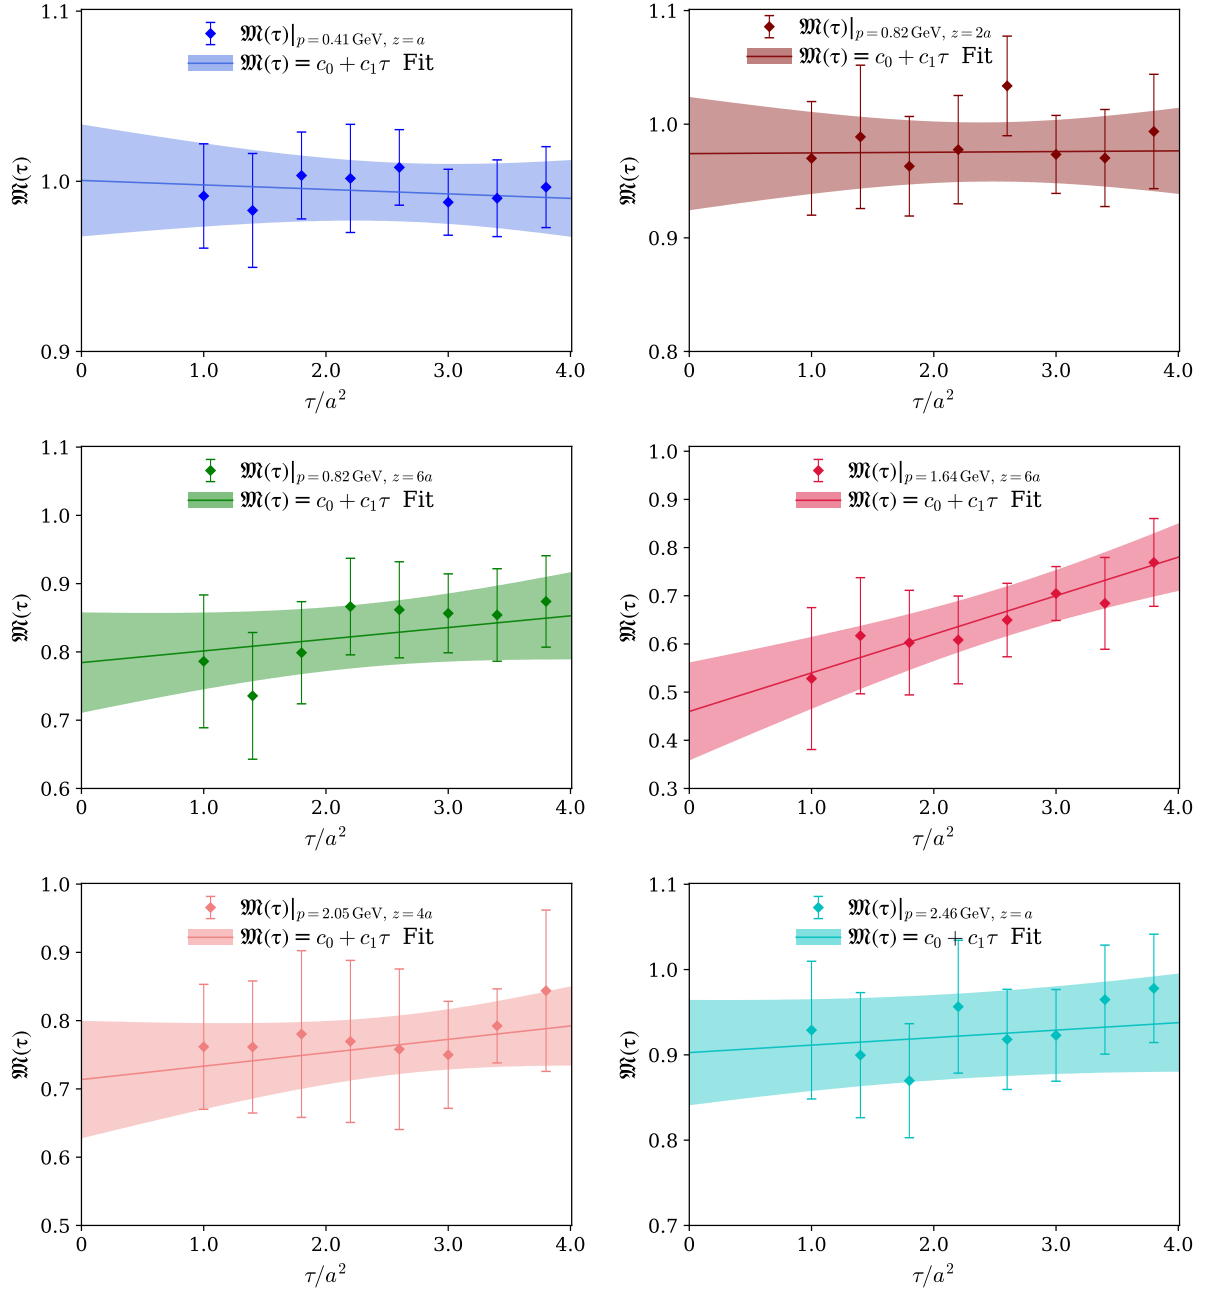 1.1
1.0
0.9
𝔐(τ)
𝔐(τ)|p = 0.41 GeV, z = a
𝔐(τ) = c₀ + c₁τ Fit
0 1.0 2.0 3.0 4.0
τ/a²
1.1
1.0
0.9
0.8
𝔐(τ)
𝔐(τ)|p = 0.82 GeV, z = 2a
𝔐(τ) = c₀ + c₁τ Fit
0 1.0 2.0 3.0 4.0
τ/a²
1.1
1.0
0.9
0.8
0.7
0.6
𝔐(τ)
𝔐(τ)|p = 0.82 GeV, z = 6a
𝔐(τ) = c₀ + c₁τ Fit
0 1.0 2.0 3.0 4.0
τ/a²
1.0
0.9
0.8
0.7
0.6
0.5
0.4
0.3
𝔐(τ)
𝔐(τ)|p = 1.64 GeV, z = 6a
𝔐(τ) = c₀ + c₁τ Fit
0 1.0 2.0 3.0 4.0
τ/a²
1.0
0.9
0.8
0.7
0.6
0.5
𝔐(τ)
𝔐(τ)|p = 2.05 GeV, z = 4a
𝔐(τ) = c₀ + c₁τ Fit
0 1.0 2.0 3.0 4.0
τ/a²
1.1
1.0
0.9
0.8
0.7
𝔐(τ)
𝔐(τ)|p = 2.46 GeV, z = a
𝔐(τ) = c₀ + c₁τ Fit
0 1.0 2.0 3.0 4.0
τ/a²